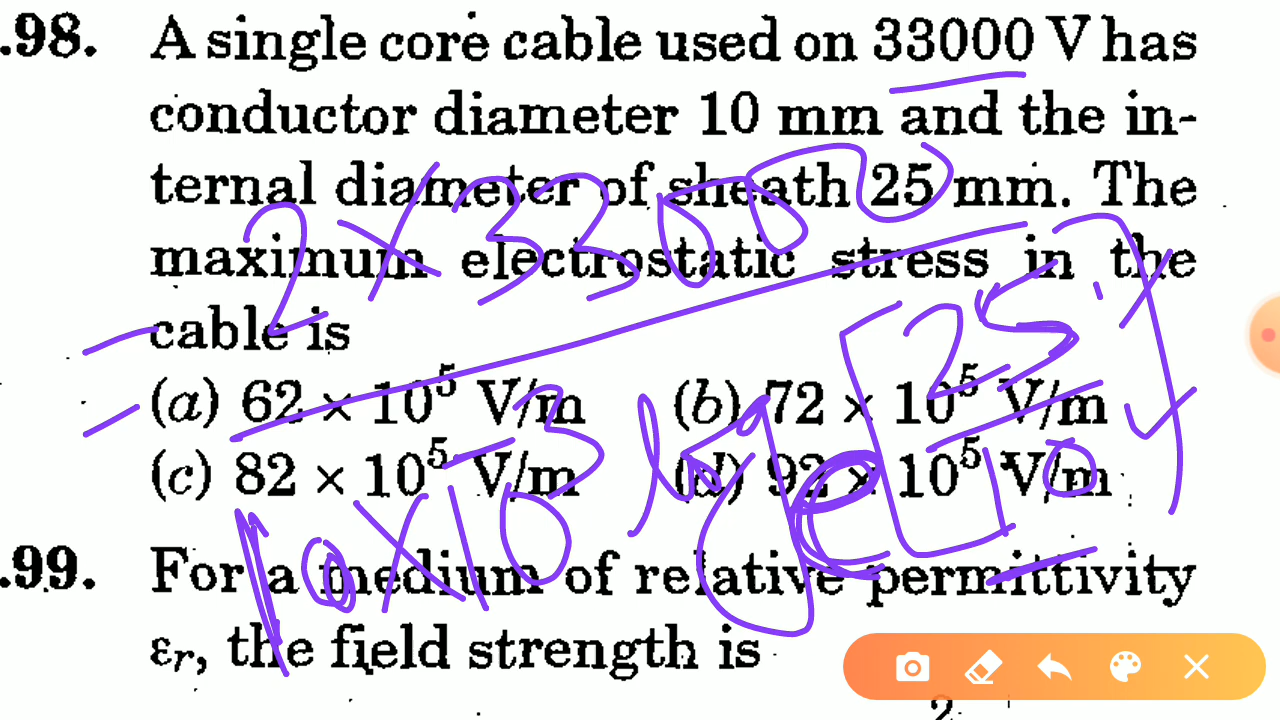 .98. A single core cable used on 33000 V has
conductor diameter 10 mm and the in-
ternal diameter of sheath 25 mm. The
maximum electrostatic stress in the
cable is
(a) 62 × 10⁵ V/m (b) 72 × 10⁵ V/m
(c) 82 × 10⁵ V/m (d) 92 × 10⁵ V/m
= 2 × 33000
10 × 10⁻³ log e [25/10]
.99. For a medium of relative permittivity
εr, the field strength is
2